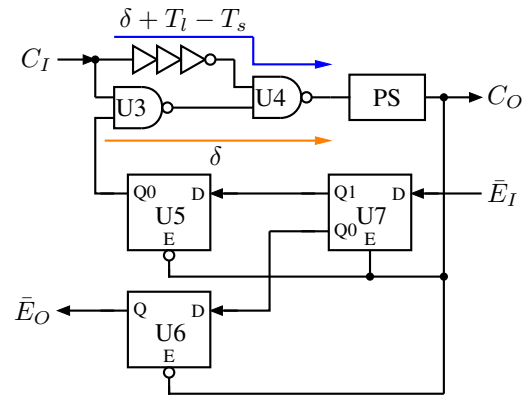 δ + T_l − T_s
C_I
U3
U4
PS
C_O
δ
Q0 D
U5
E
Q1 D
U7
Q0
E
Ē_I
Ē_O
Q D
U6
E